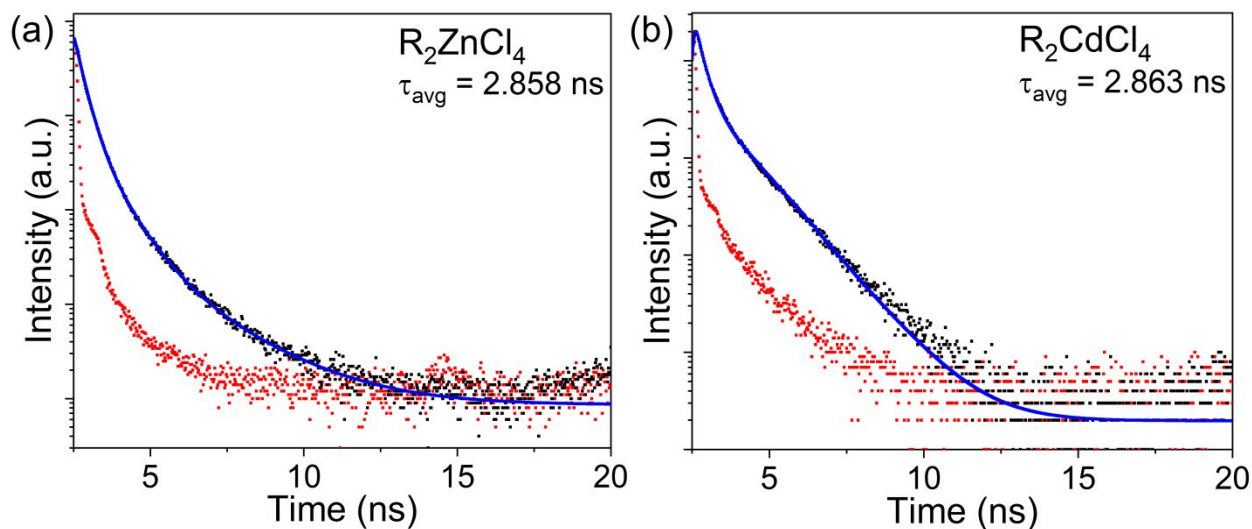 (a)
R₂ZnCl₄
τavg = 2.858 ns
Intensity (a.u.)
5 10 15 20
Time (ns)
(b)
R₂CdCl₄
τavg = 2.863 ns
Intensity (a.u.)
5 10 15 20
Time (ns)